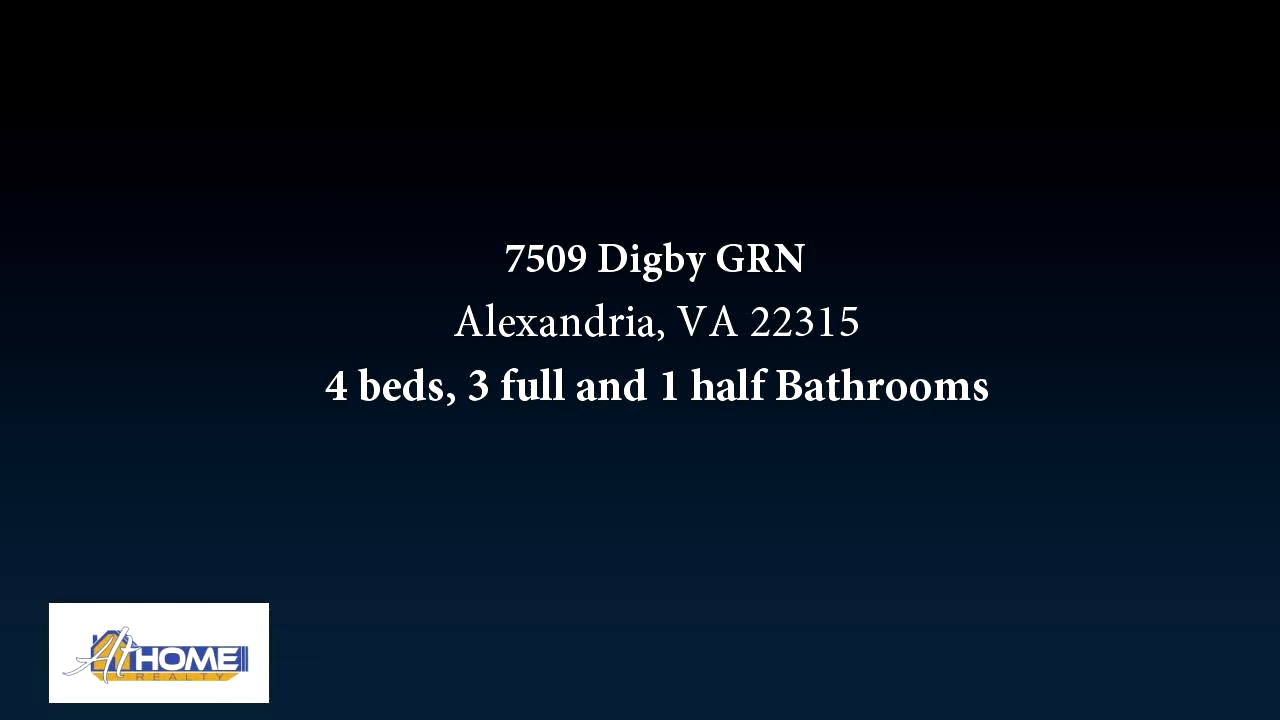 7509 Digby GRN
Alexandria, VA 22315
4 beds, 3 full and 1 half Bathrooms
At HOME
REALTY